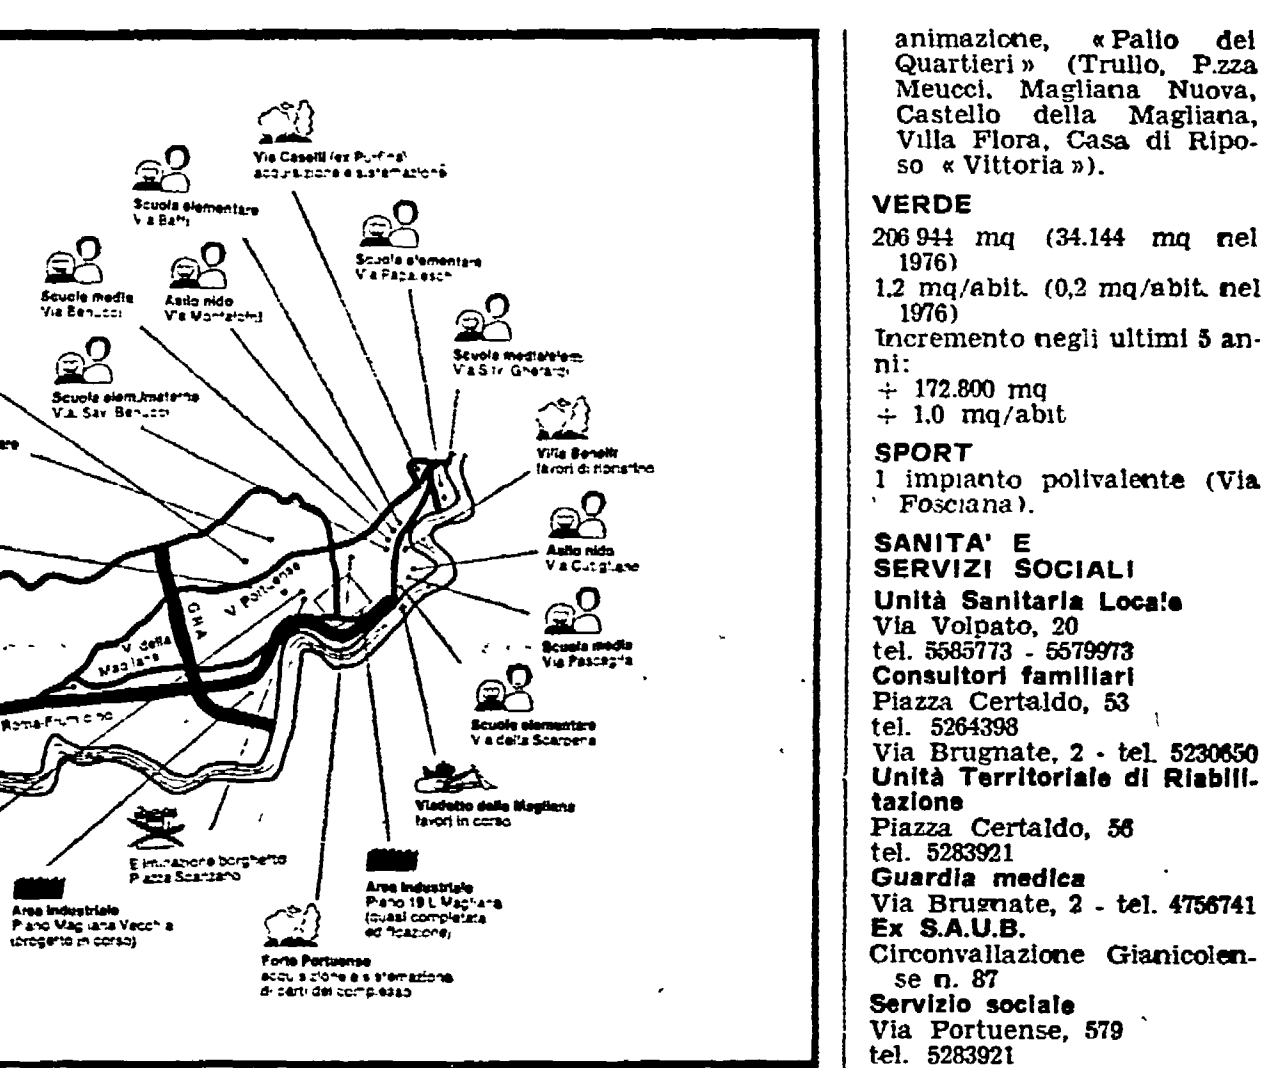 Via Caselli (ex Purfina)
acquisizione e sistemazione
Scuola elementare
Via Baffi
Scuola elementare
Via Papareschi
Scuola media
Via Benucci
Asilo nido
Via Montalcini
Scuola media/elem.
Via Silv. Gherardi
Scuola elem./materna
Via Sav. Benucci
Villa Bonelli
lavori di ripristino
Asilo nido
Via Cutigliano
V. Portuense
G.R.A.
V. della
Magliana
Scuola media
Via Pescaglia
Roma-Fiumicino
Scuola elementare
Via della Scarperia
Viadotto della Magliana
lavori in corso
Eliminazione borghetto
Piazza Scarzano
Area Industriale
Piano Magliana Vecchia
(progetto in corso)
Area Industriale
Piano 19 L Magliana
(quasi completata
edificazione)
Forte Portuense
acquisizione e sistemazione
di parti del complesso
animazione, « Palio dei
Quartieri » (Trullo, P.zza
Meucci, Magliana Nuova,
Castello della Magliana,
Villa Flora, Casa di Ripo-
so « Vittoria »).
VERDE
206 944 mq (34.144 mq nel
1976)
1,2 mq/abit. (0,2 mq/abit. nel
1976)
Incremento negli ultimi 5 an-
ni:
+ 172.800 mq
+ 1,0 mq/abit
SPORT
1 impianto polivalente (Via
Fosciana).
SANITA' E
SERVIZI SOCIALI
Unità Sanitaria Locale
Via Volpato, 20
tel. 5585773 - 5579973
Consultori familiari
Piazza Certaldo, 53
tel. 5264398
Via Brugnate, 2 - tel. 5230650
Unità Territoriale di Riabili-
tazione
Piazza Certaldo, 56
tel. 5283921
Guardia medica
Via Brugnate, 2 - tel. 4756741
Ex S.A.U.B.
Circonvallazione Gianicolen-
se n. 87
Servizio sociale
Via Portuense, 579
tel. 5283921